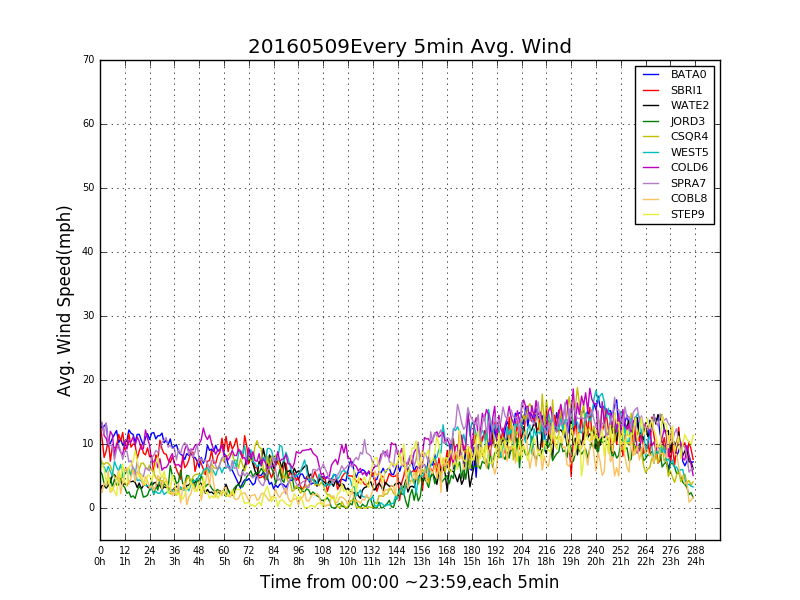 20160509Every 5min Avg. Wind
70
60
50
40
30
20
10
0
Avg. Wind Speed(mph)
BATA0
SBRI1
WATE2
JORD3
CSQR4
WEST5
COLD6
SPRA7
COBL8
STEP9
0 12 24 36 48 60 72 84 96 108 120 132 144 156 168 180 192 204 216 228 240 252 264 276 288
0h 1h 2h 3h 4h 5h 6h 7h 8h 9h 10h 11h 12h 13h 14h 15h 16h 17h 18h 19h 20h 21h 22h 23h 24h
Time from 00:00 ~23:59,each 5min